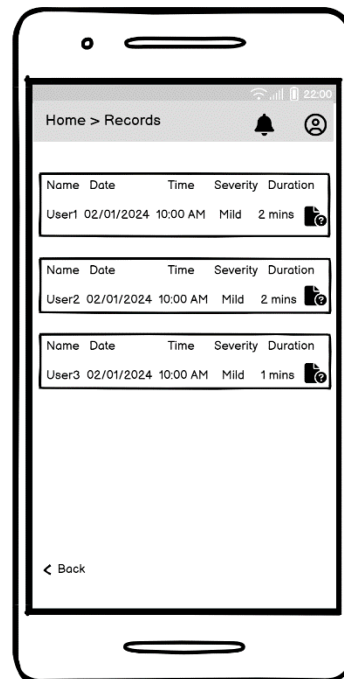 22:00
Home > Records
Name Date Time Severity Duration
User1 02/01/2024 10:00 AM Mild 2 mins
Name Date Time Severity Duration
User2 02/01/2024 10:00 AM Mild 2 mins
Name Date Time Severity Duration
User3 02/01/2024 10:00 AM Mild 1 mins
< Back